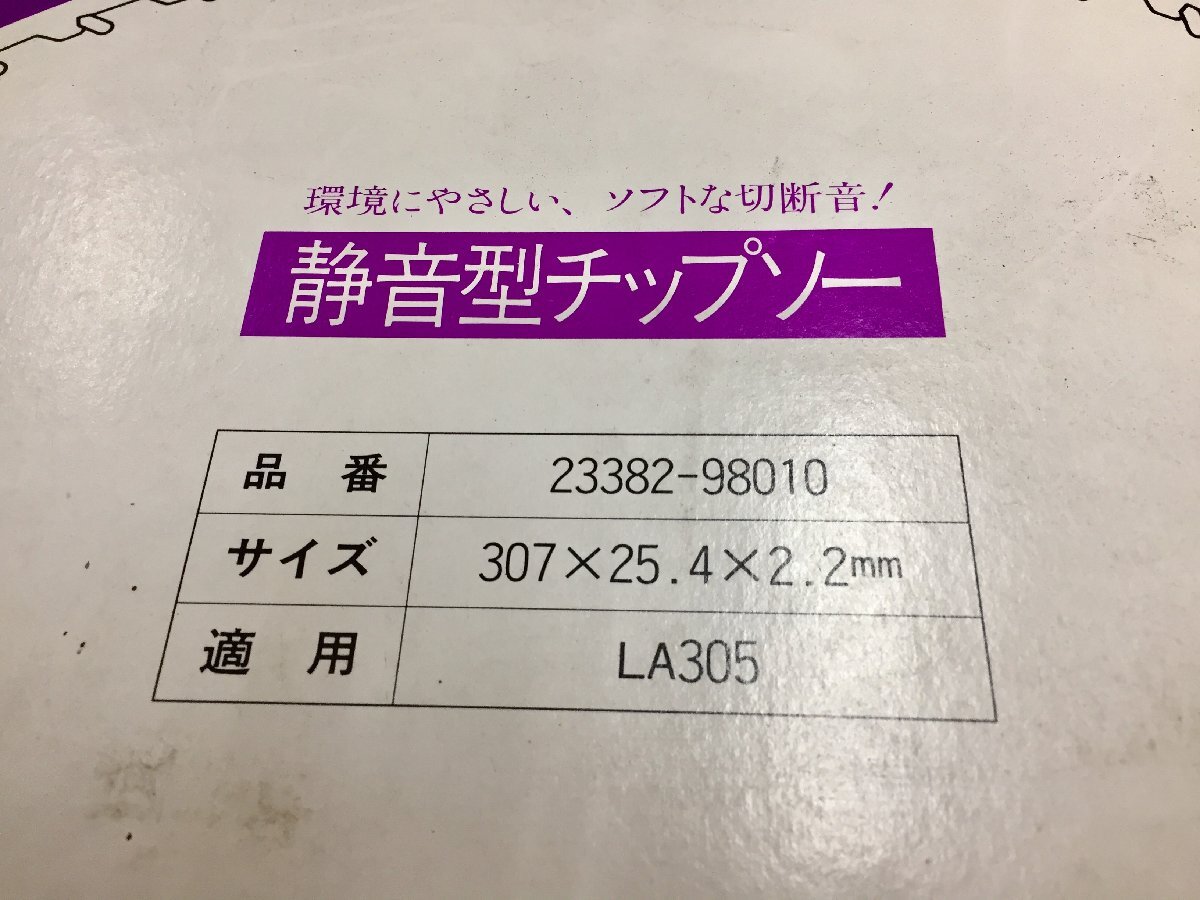 環境にやさしい、ソフトな切断音!
静音型チップソー
品番 23382-98010
サイズ 307×25.4×2.2mm
適用 LA305